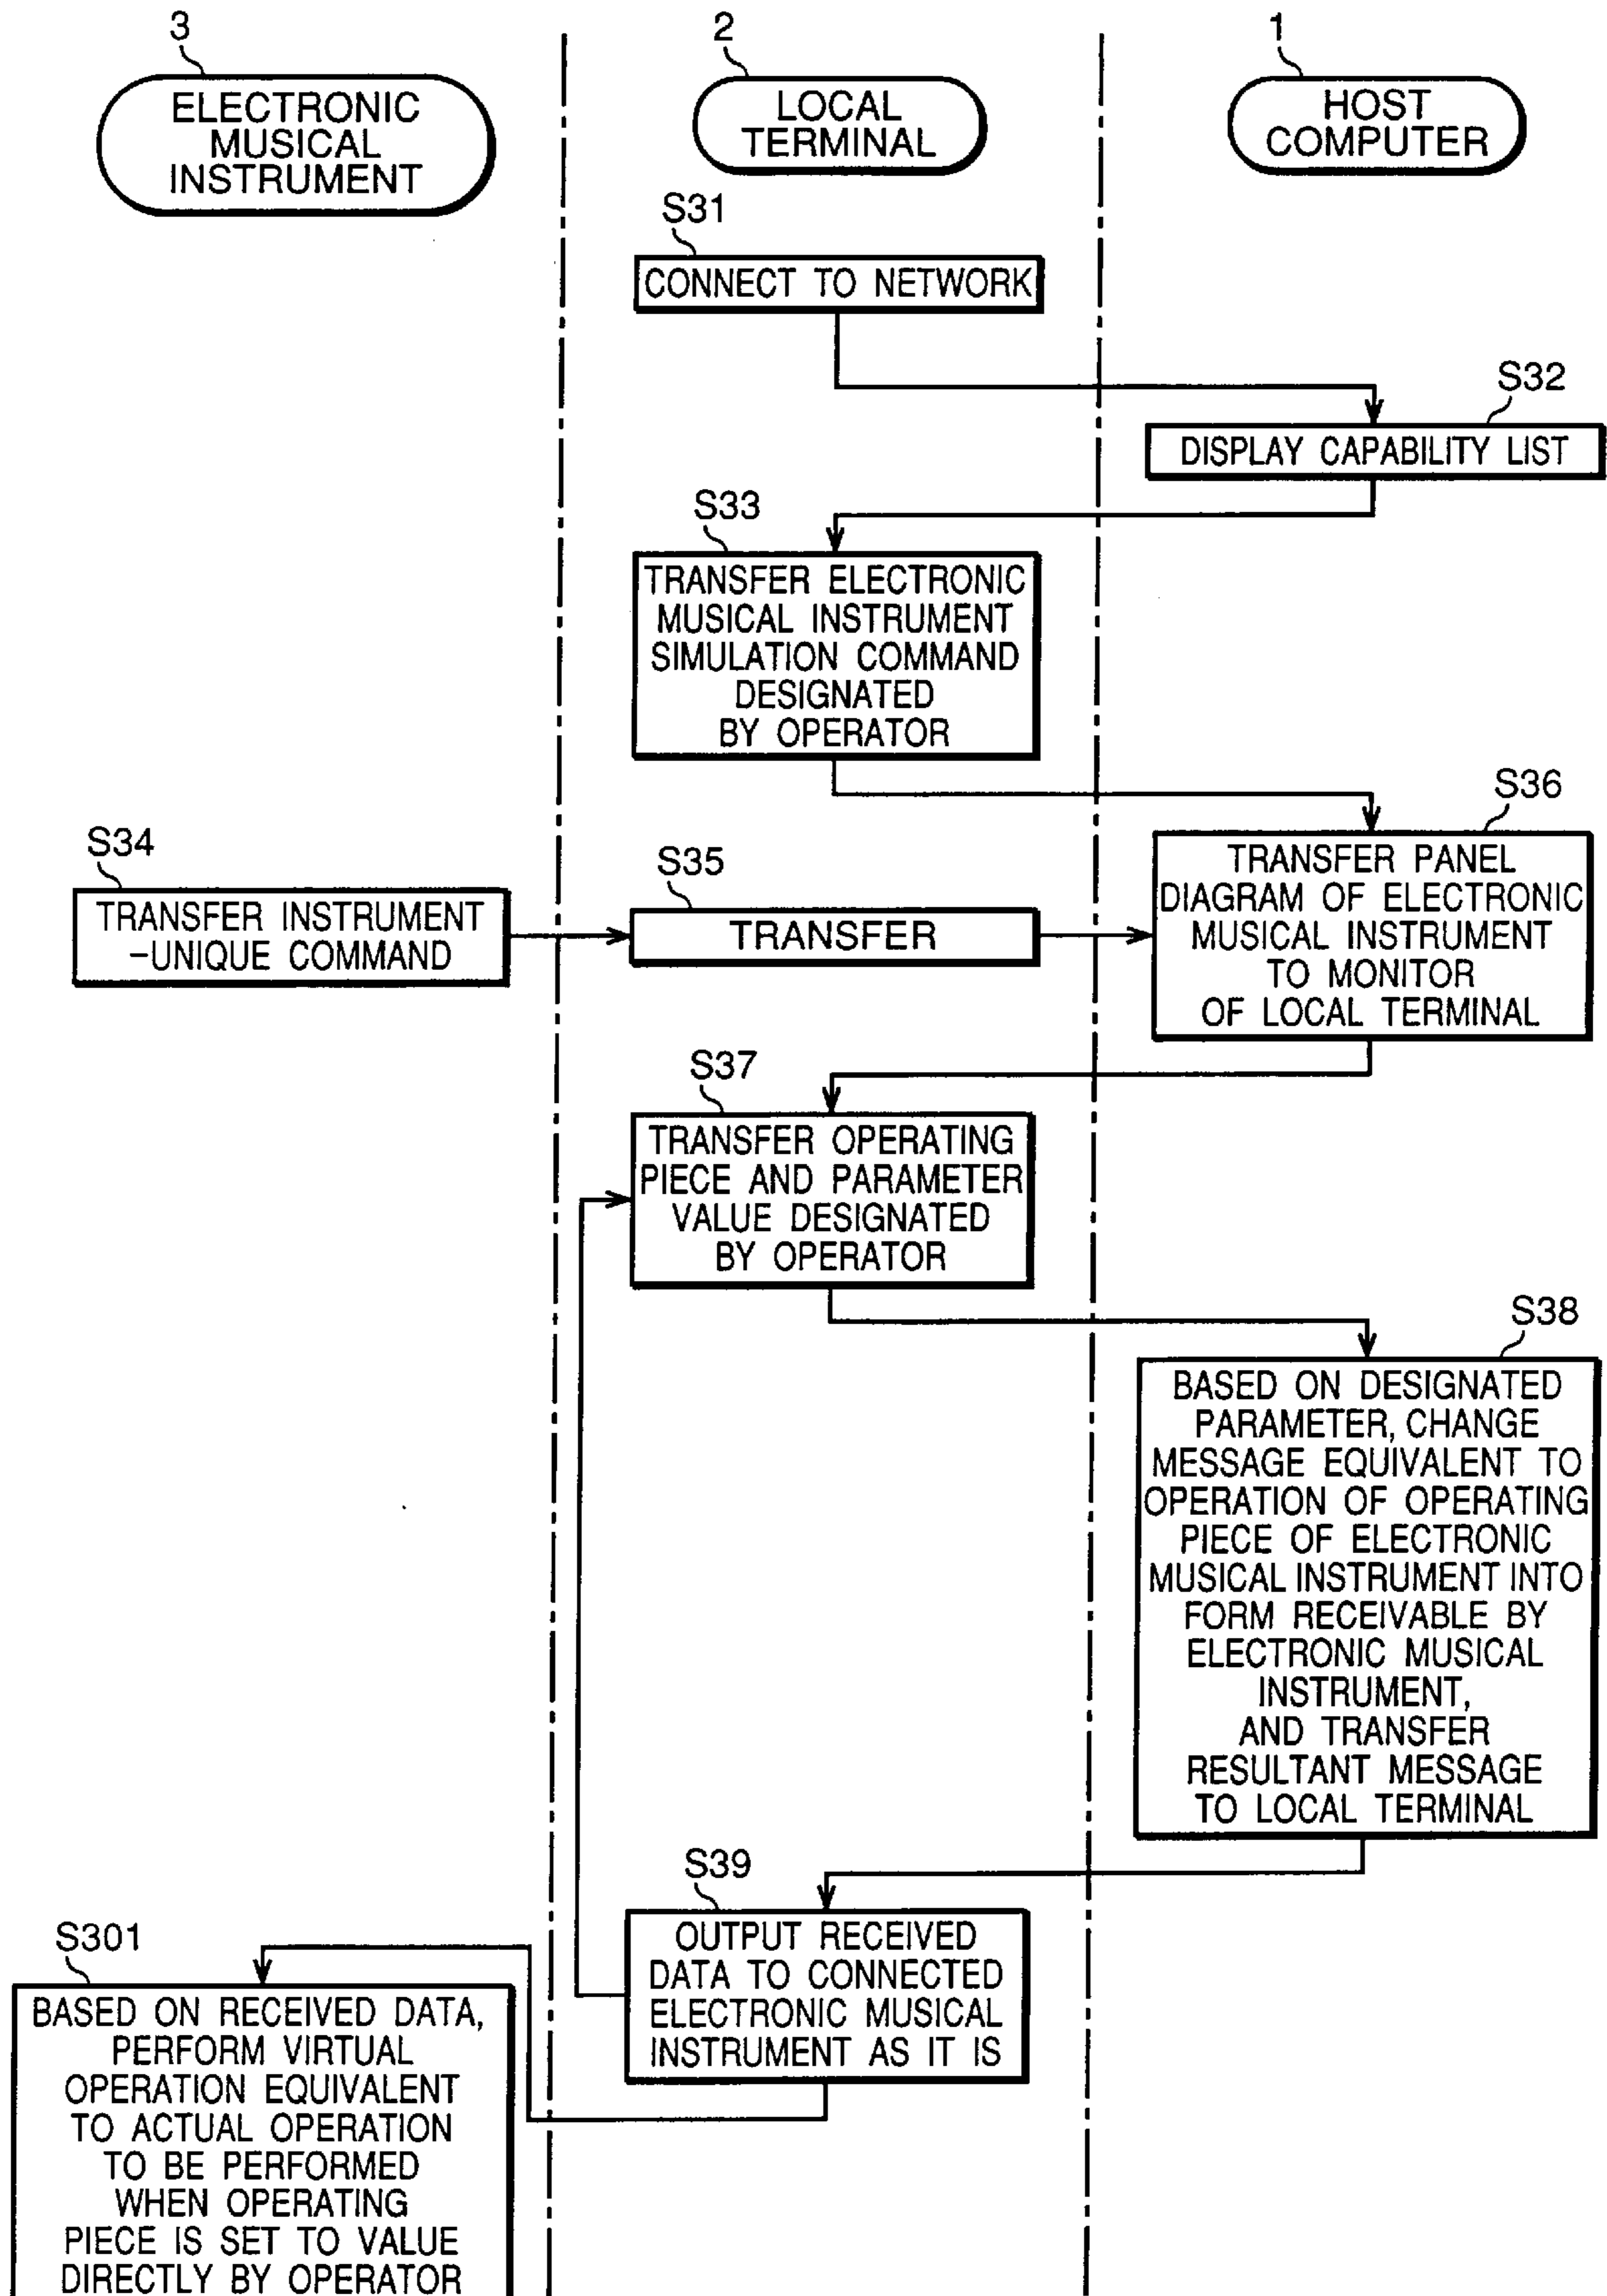 3
2
1
ELECTRONIC
MUSICAL
INSTRUMENT
LOCAL
TERMINAL
HOST
COMPUTER
S31
CONNECT TO NETWORK
S32
DISPLAY CAPABILITY LIST
S33
TRANSFER ELECTRONIC
MUSICAL INSTRUMENT
SIMULATION COMMAND
DESIGNATED
BY OPERATOR
S34
TRANSFER INSTRUMENT
-UNIQUE COMMAND
S35
TRANSFER
S36
TRANSFER PANEL
DIAGRAM OF ELECTRONIC
MUSICAL INSTRUMENT
TO MONITOR
OF LOCAL TERMINAL
S37
TRANSFER OPERATING
PIECE AND PARAMETER
VALUE DESIGNATED
BY OPERATOR
S38
BASED ON DESIGNATED
PARAMETER, CHANGE
MESSAGE EQUIVALENT TO
OPERATION OF OPERATING
PIECE OF ELECTRONIC
MUSICAL INSTRUMENT INTO
FORM RECEIVABLE BY
ELECTRONIC MUSICAL
INSTRUMENT,
AND TRANSFER
RESULTANT MESSAGE
TO LOCAL TERMINAL
S39
OUTPUT RECEIVED
DATA TO CONNECTED
ELECTRONIC MUSICAL
INSTRUMENT AS IT IS
S301
BASED ON RECEIVED DATA,
PERFORM VIRTUAL
OPERATION EQUIVALENT
TO ACTUAL OPERATION
TO BE PERFORMED
WHEN OPERATING
PIECE IS SET TO VALUE
DIRECTLY BY OPERATOR